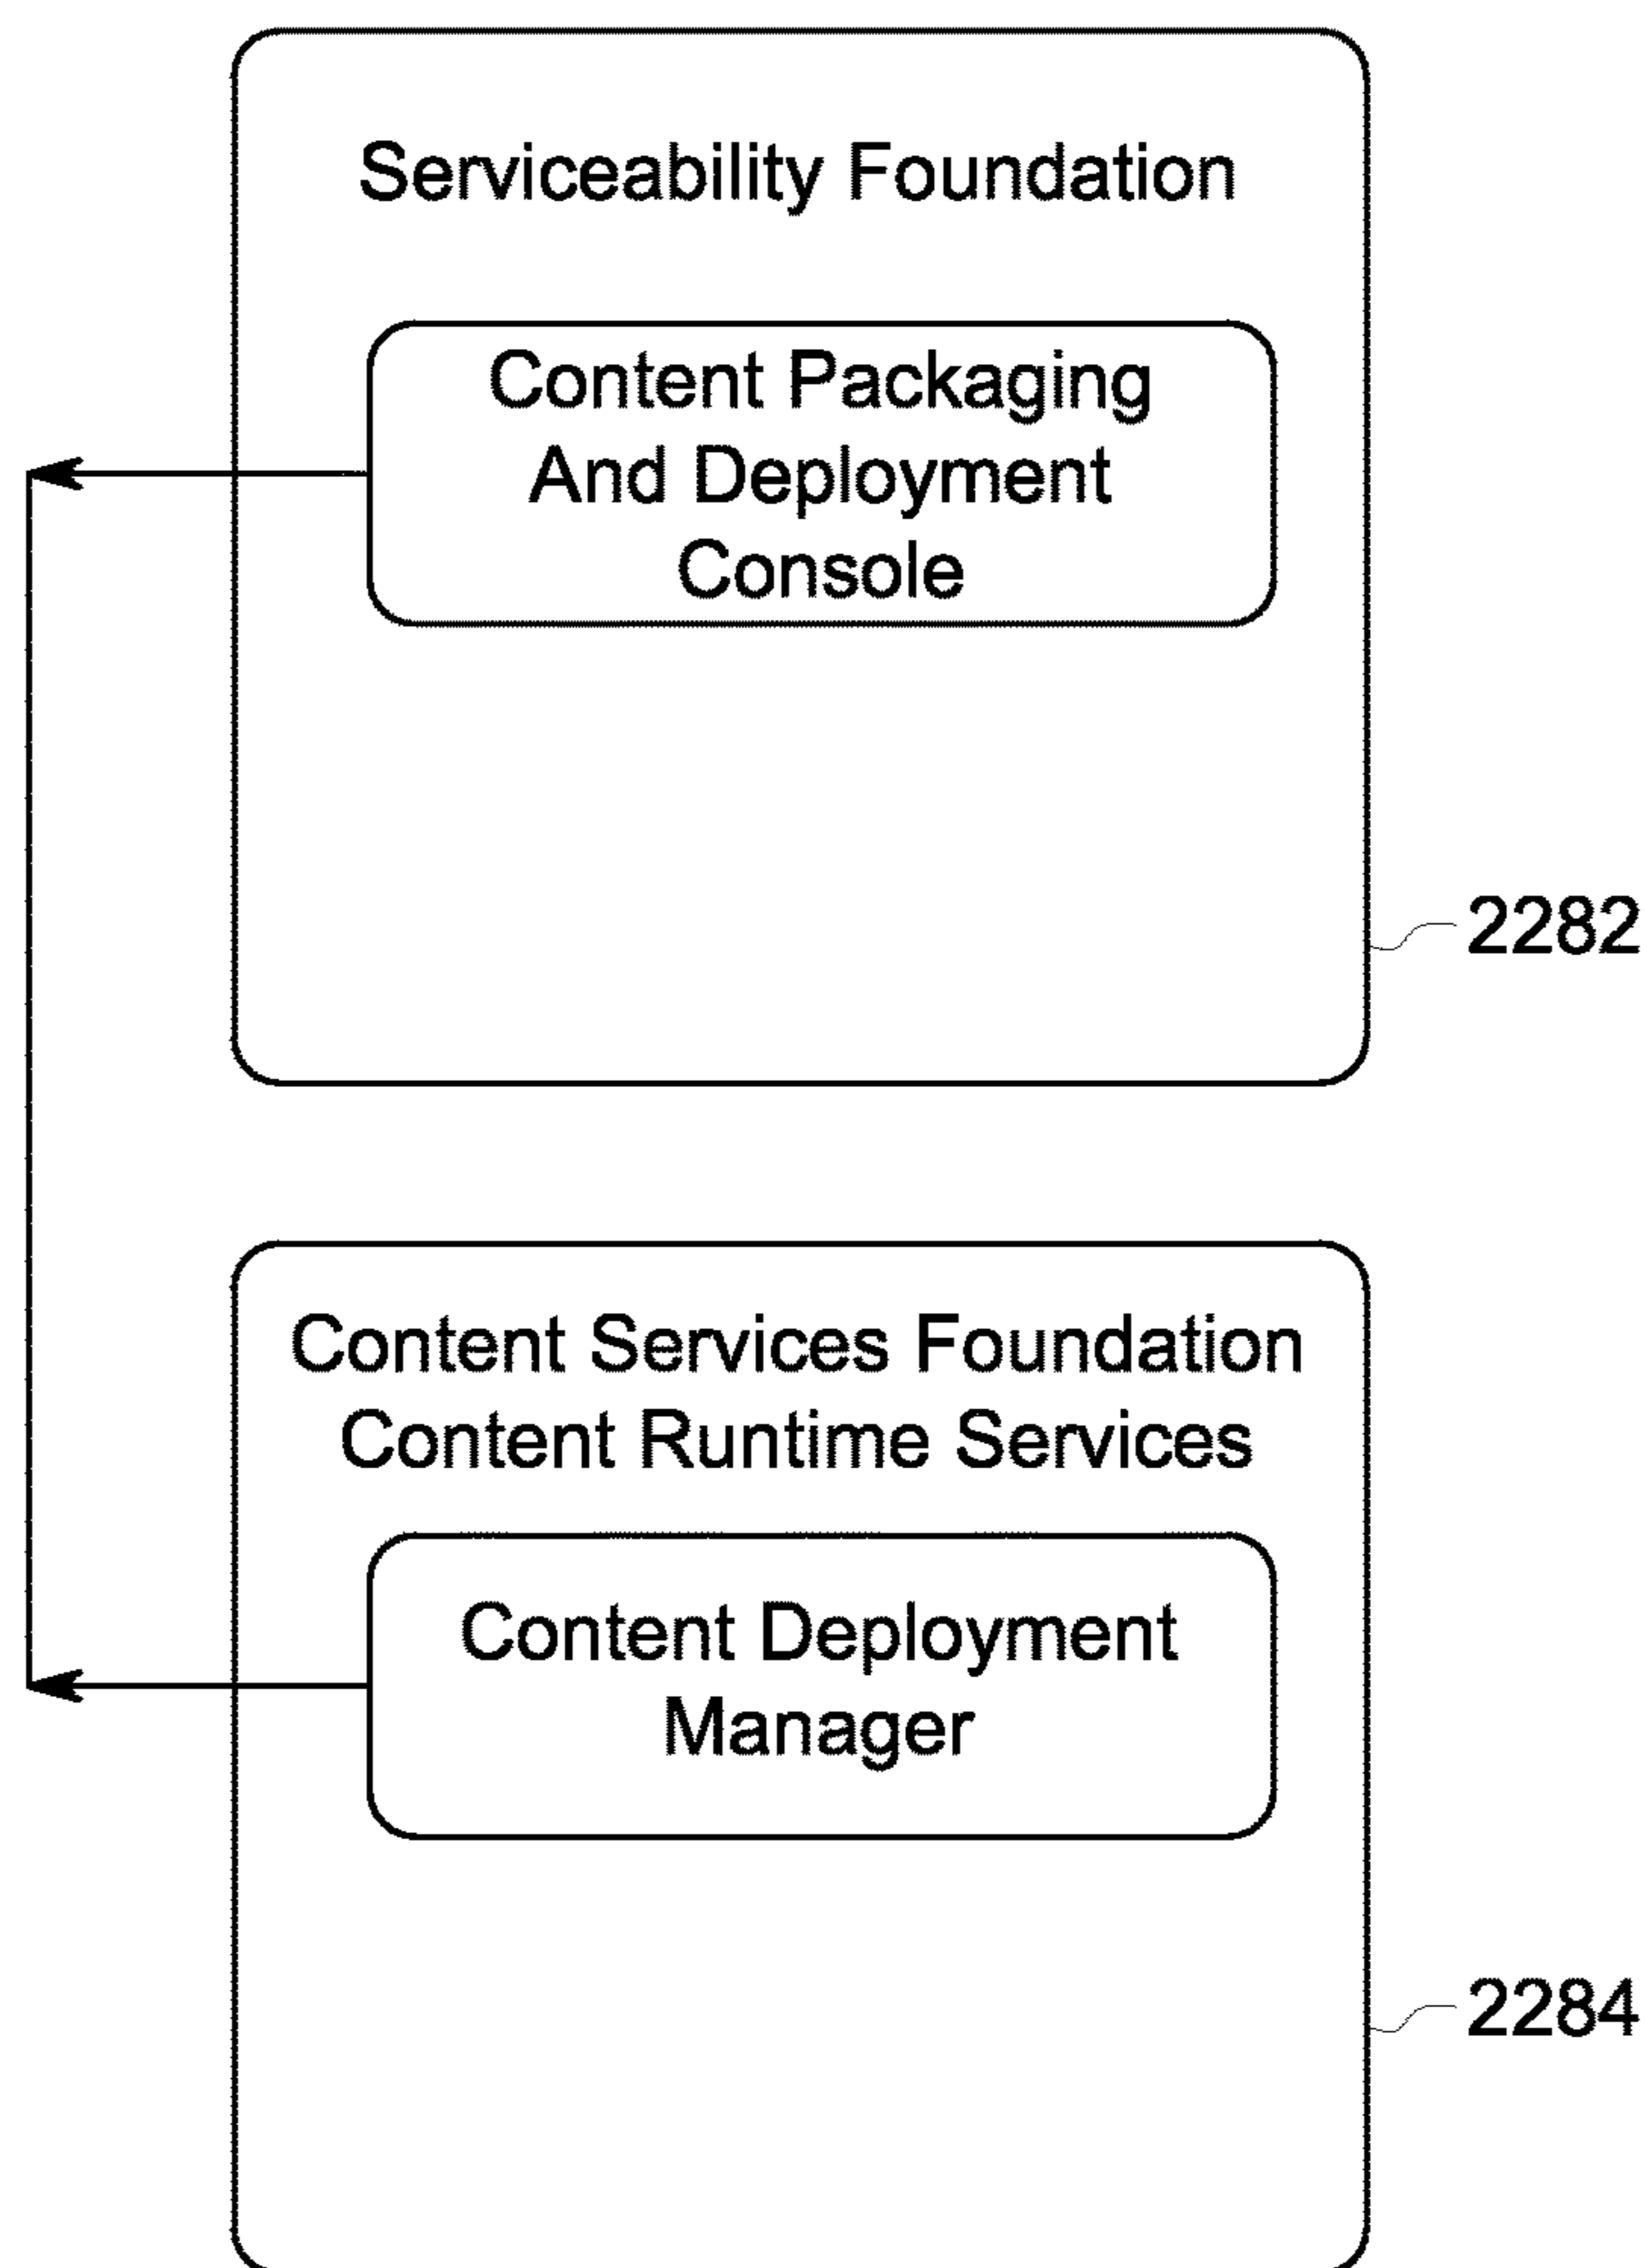 Serviceability Foundation
Content Packaging
And Deployment
Console
2282
Content Services Foundation
Content Runtime Services
Content Deployment
Manager
2284